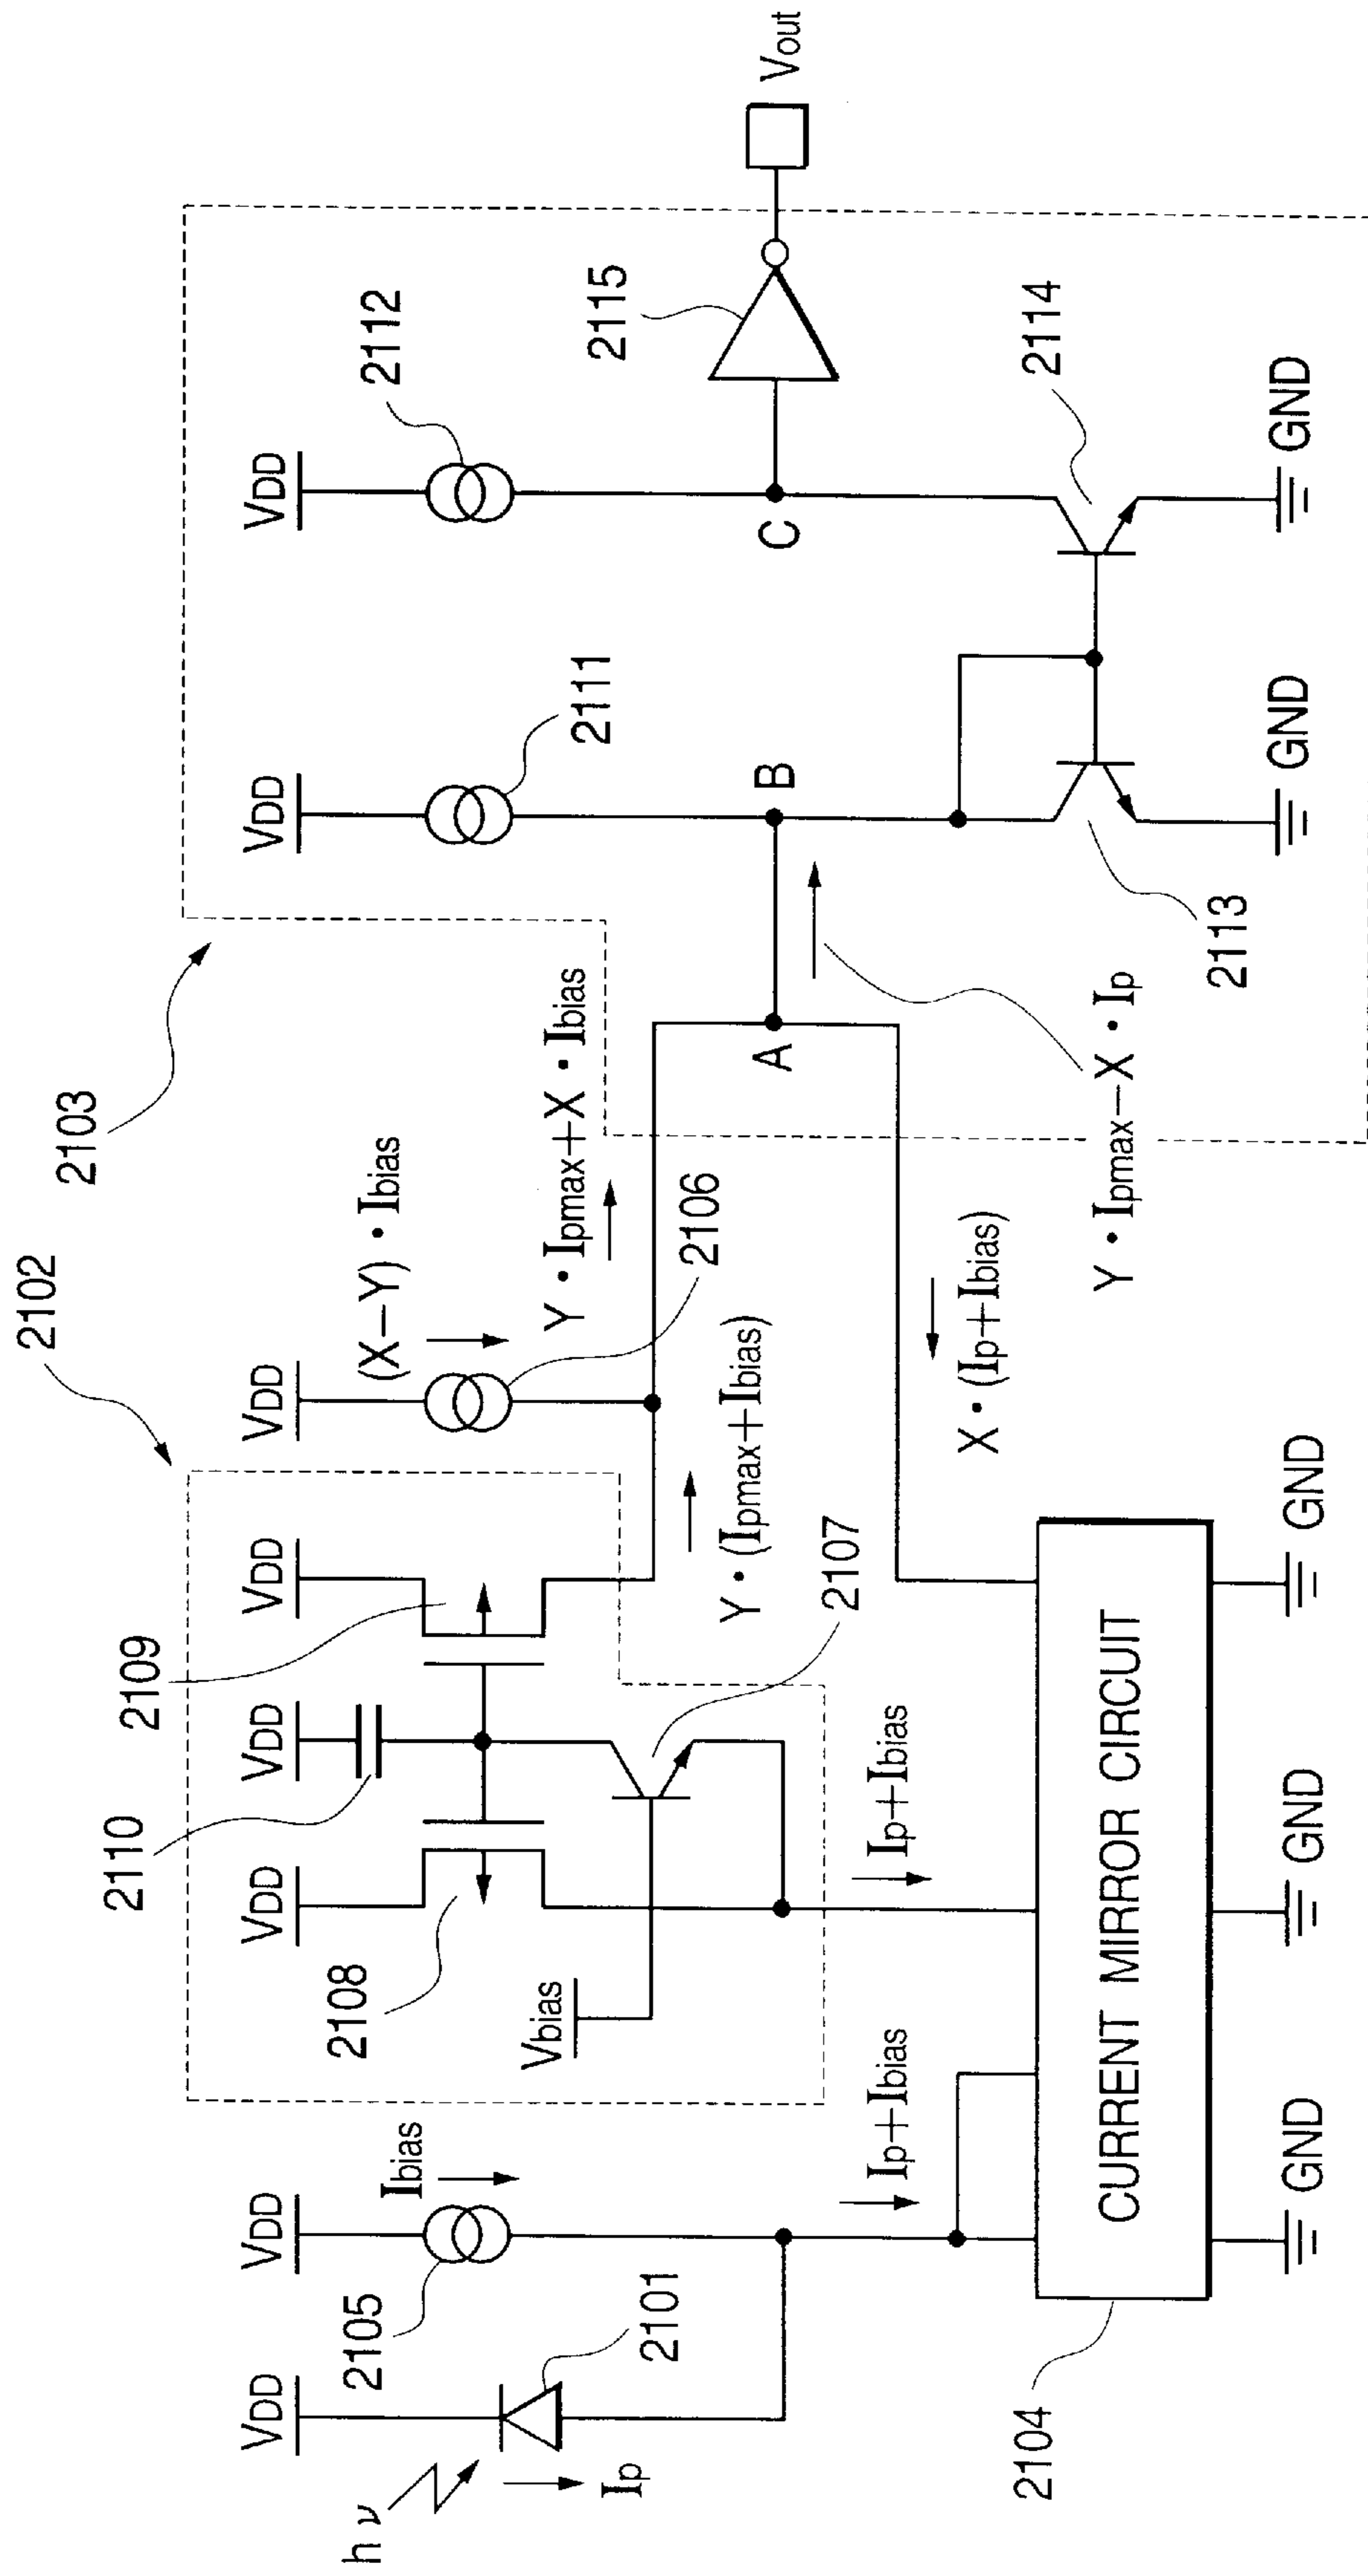 2102
2103
VDD
VDD
VDD
VDD
VDD
VDD
VDD
VDD
hν
Ip
2101
2105
Ibias
2108
2110
2109
Vbias
2107
(X−Y)・Ibias
2106
Y・Ipmax+X・Ibias
Y・(Ipmax+Ibias)
Ip+Ibias
Ip+Ibias
X・(Ip+Ibias)
Y・Ipmax−X・Ip
A
B
C
2111
2112
2113
2114
2115
Vout
2104
CURRENT MIRROR CIRCUIT
GND
GND
GND
GND
GND